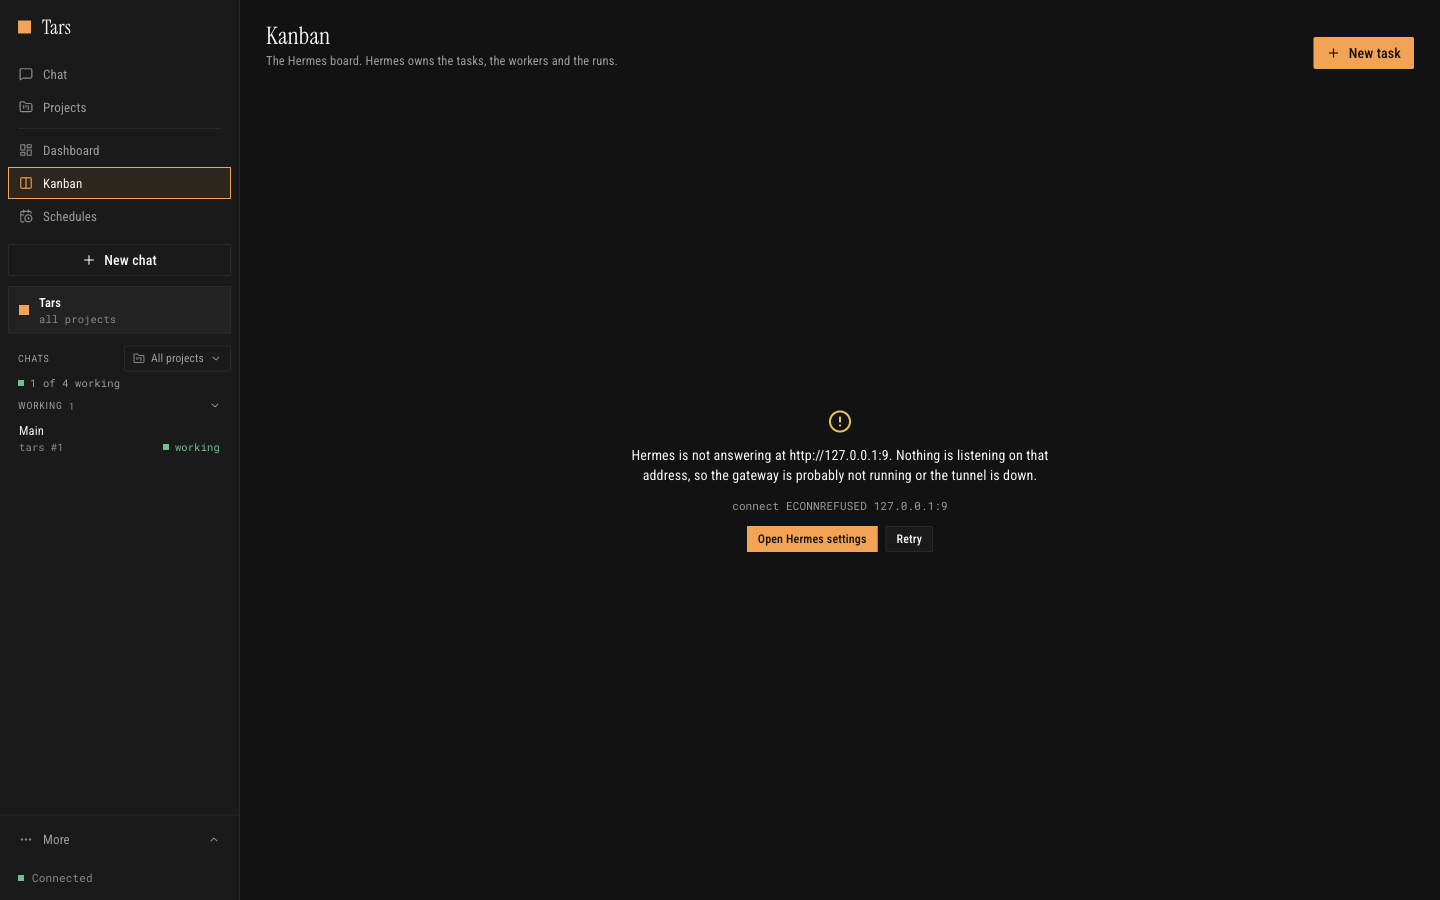 Tars
Chat
Projects
Dashboard
Kanban
Schedules
New chat
Tars
all projects
CHATS
All projects
1 of 4 working
WORKING 1
Main
tars #1
working
More
Connected
Kanban
The Hermes board. Hermes owns the tasks, the workers and the runs.
New task
Hermes is not answering at http://127.0.0.1:9. Nothing is listening on that
address, so the gateway is probably not running or the tunnel is down.
connect ECONNREFUSED 127.0.0.1:9
Open Hermes settings
Retry